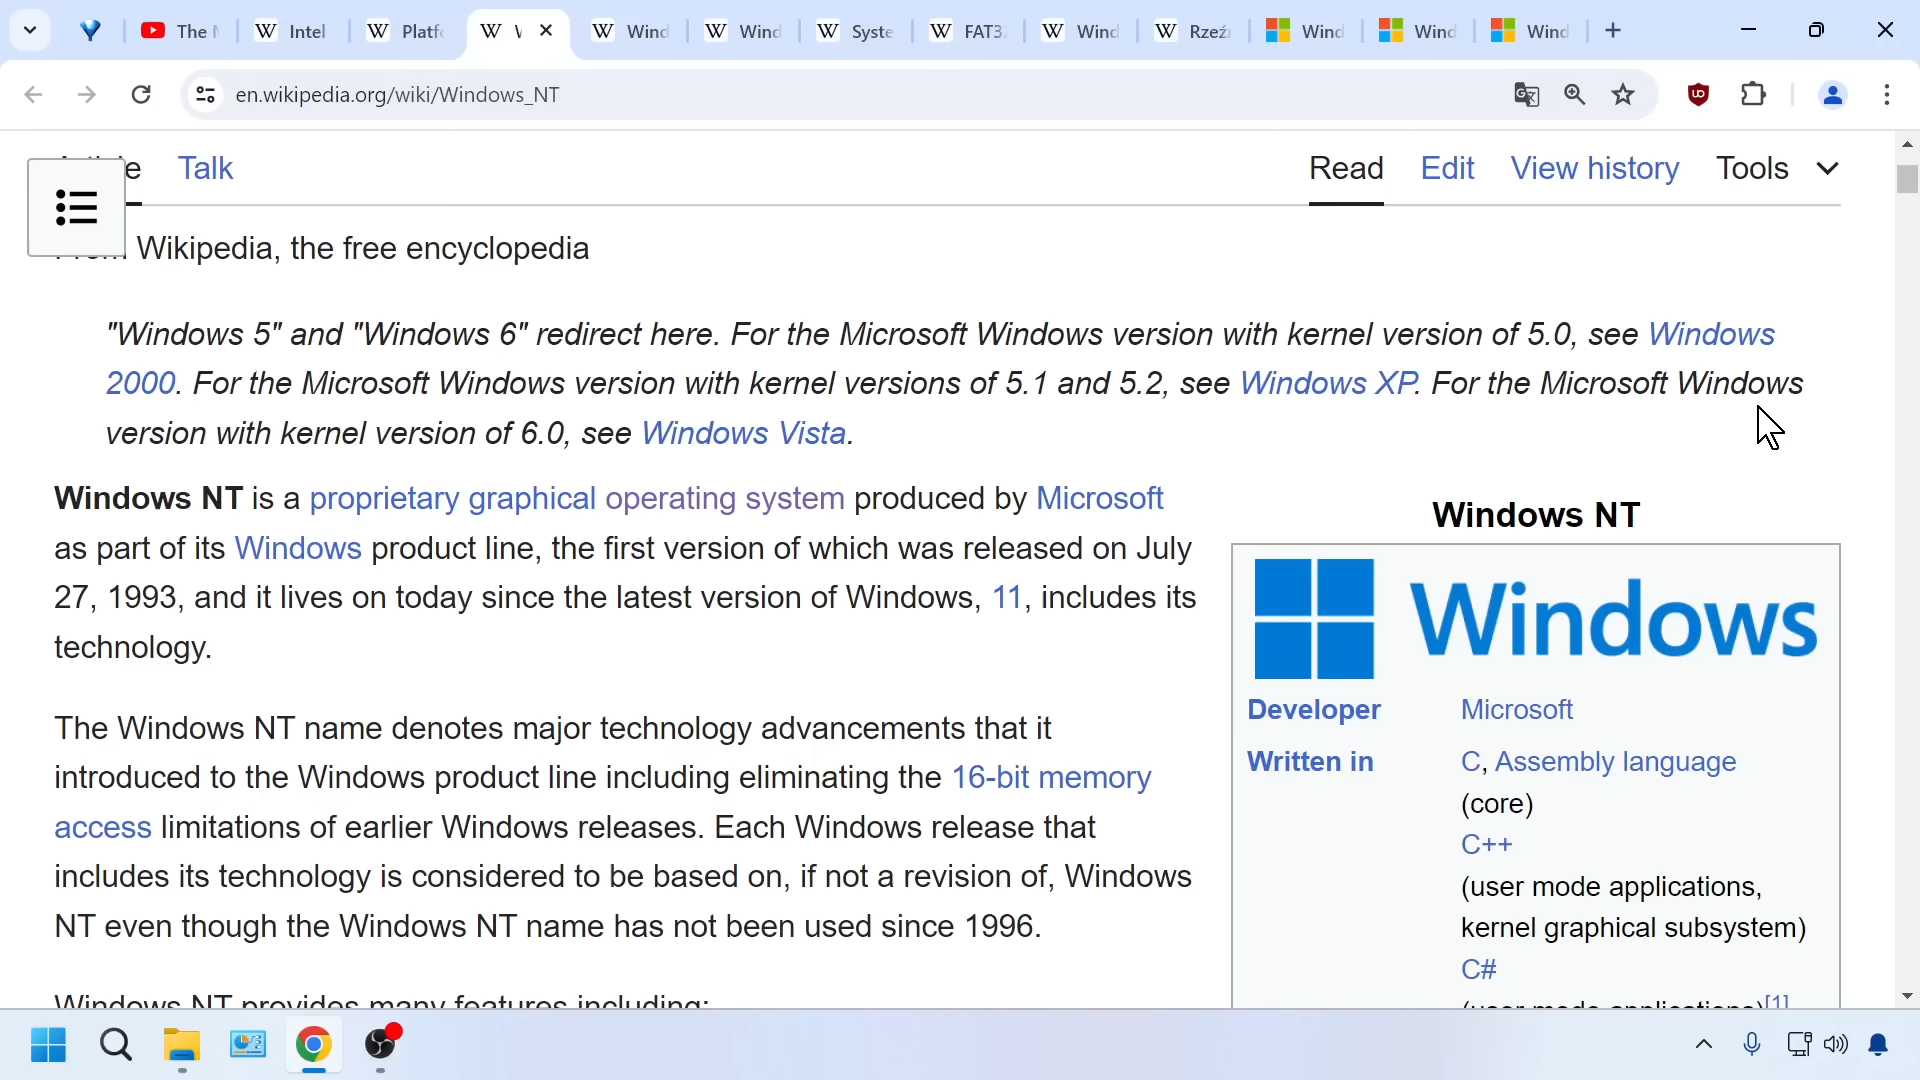 The
Intel
Platf
Wind
Wind
Syste
FAT3
Wind
Rzeź
Wind
Wind
Wind
en.wikipedia.org/wiki/Windows_NT
Talk
Read Edit View history Tools
Wikipedia, the free encyclopedia
"Windows 5" and "Windows 6" redirect here. For the Microsoft Windows version with kernel version of 5.0, see Windows
2000. For the Microsoft Windows version with kernel versions of 5.1 and 5.2, see Windows XP. For the Microsoft Windows
version with kernel version of 6.0, see Windows Vista.
Windows NT is a proprietary graphical operating system produced by Microsoft
as part of its Windows product line, the first version of which was released on July
27, 1993, and it lives on today since the latest version of Windows, 11, includes its
technology.
The Windows NT name denotes major technology advancements that it
introduced to the Windows product line including eliminating the 16-bit memory
access limitations of earlier Windows releases. Each Windows release that
includes its technology is considered to be based on, if not a revision of, Windows
NT even though the Windows NT name has not been used since 1996.
Windows NT provides many features including:
Windows NT
Windows
Developer Microsoft
Written in C, Assembly language
(core)
C++
(user mode applications,
kernel graphical subsystem)
C#
(user mode applications)[1]